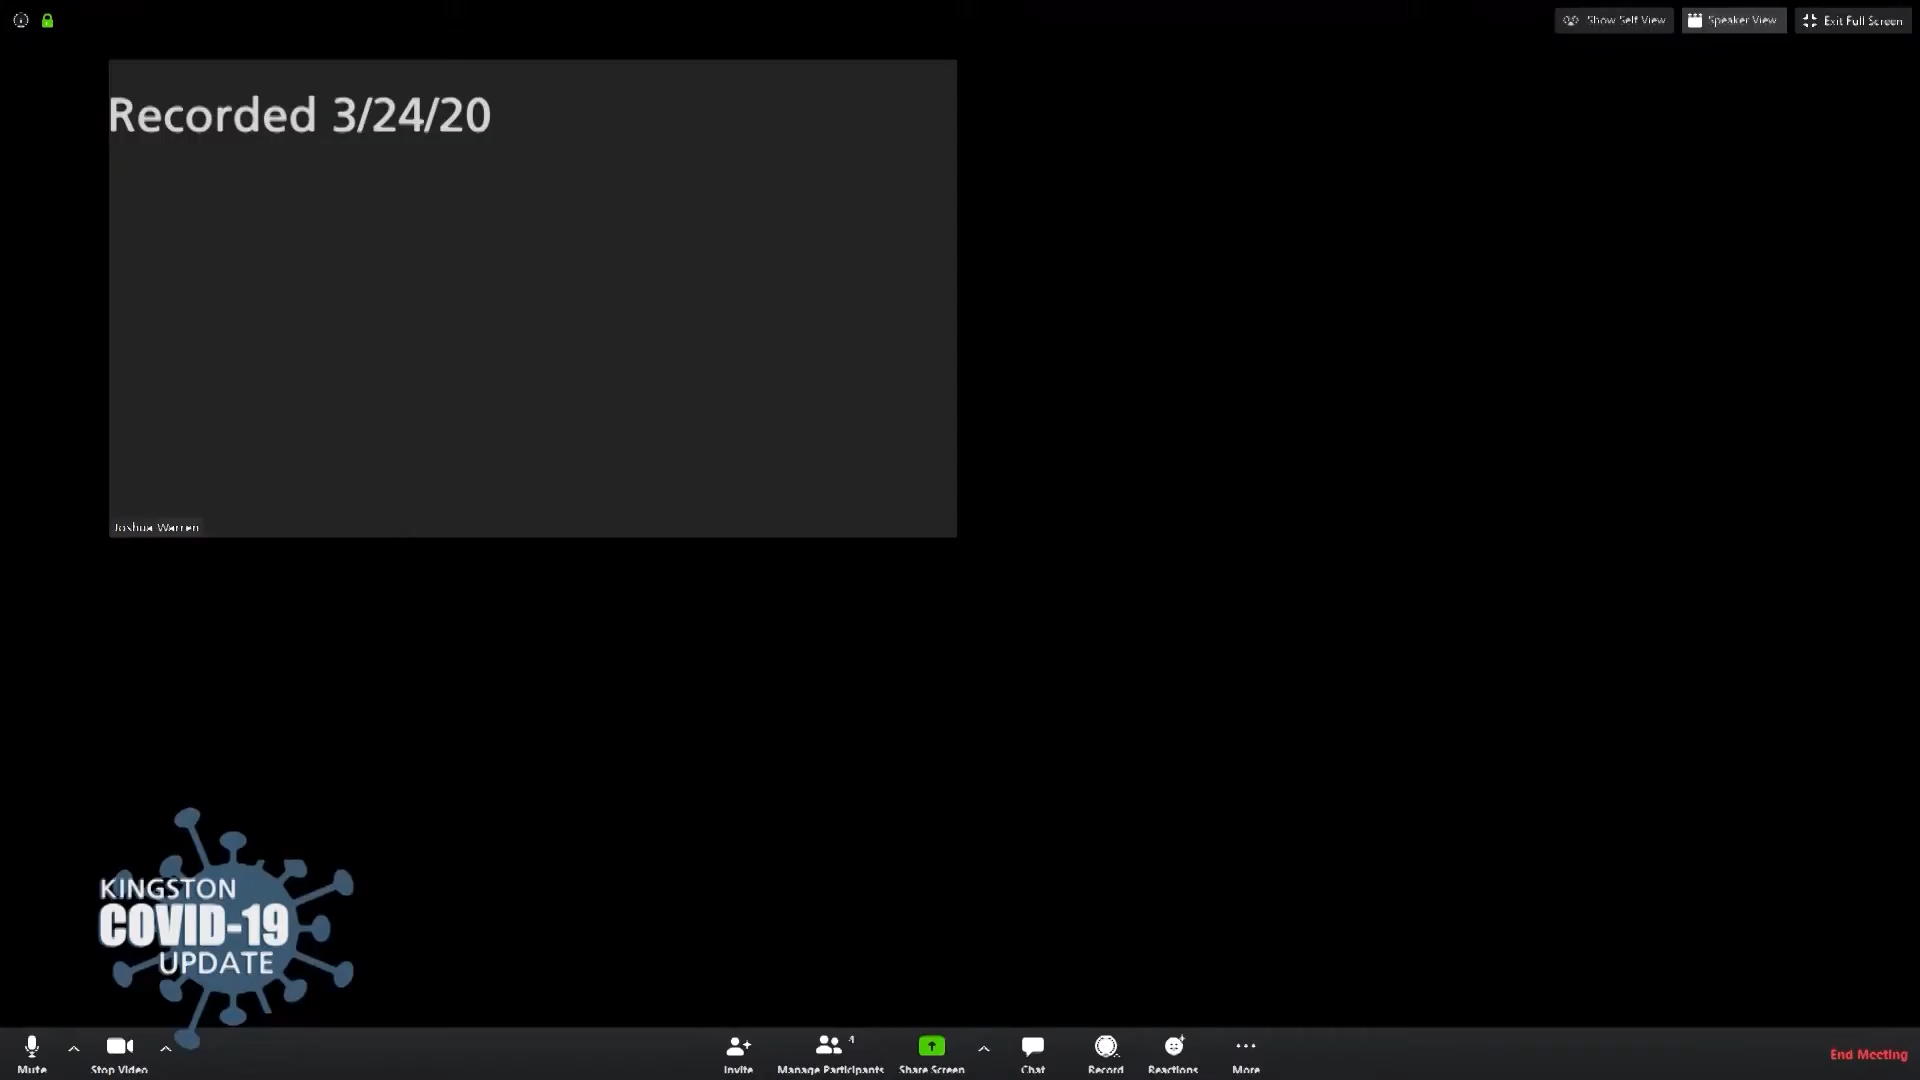 Show Self View
Speaker View
Exit Full Screen
Recorded 3/24/20
Joshua Warren
KINGSTON
COVID-19
UPDATE
Mute
Stop Video
Invite
Manage Participants
4
Share Screen
Chat
Record
Reactions
More
End Meeting